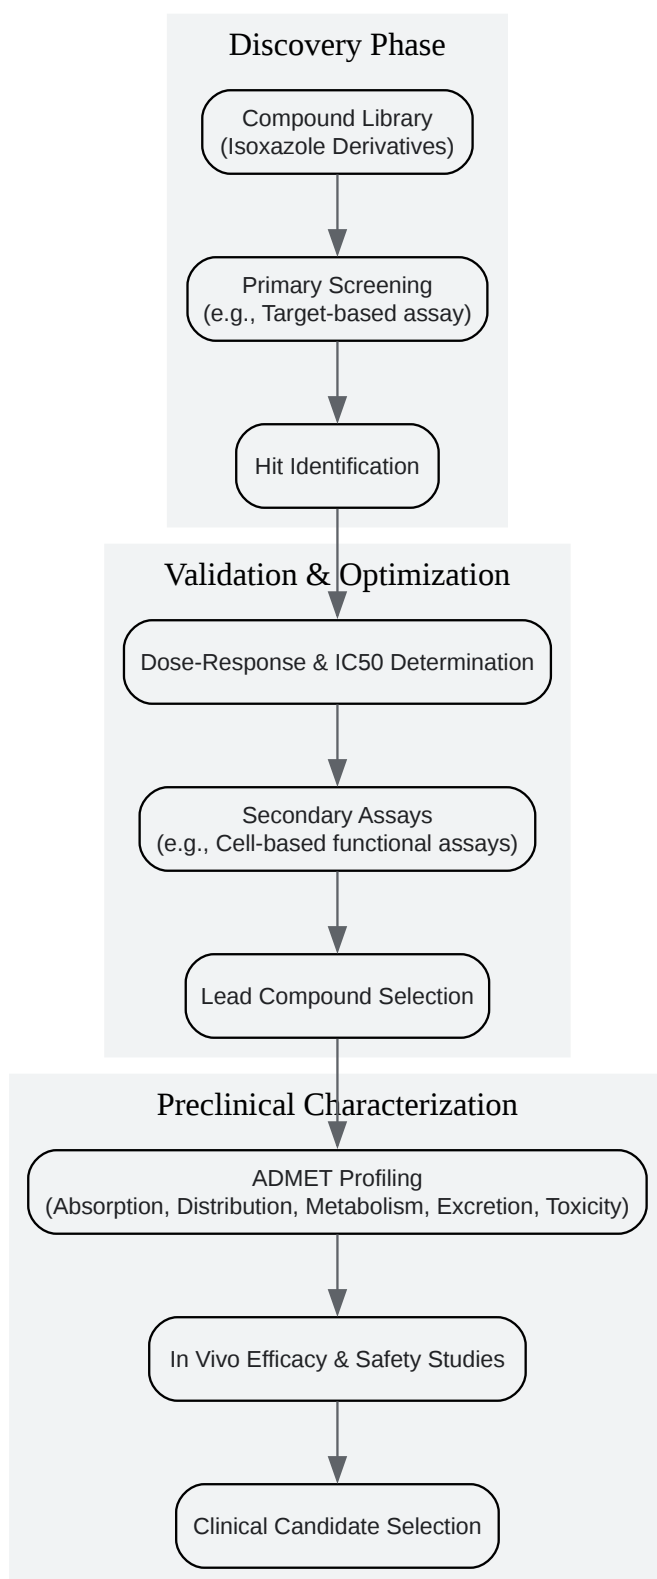 Discovery Phase
Compound Library
(Isoxazole Derivatives)
Primary Screening
(e.g., Target-based assay)
Hit Identification
Validation & Optimization
Dose-Response & IC50 Determination
Secondary Assays
(e.g., Cell-based functional assays)
Lead Compound Selection
Preclinical Characterization
ADMET Profiling
(Absorption, Distribution, Metabolism, Excretion, Toxicity)
In Vivo Efficacy & Safety Studies
Clinical Candidate Selection